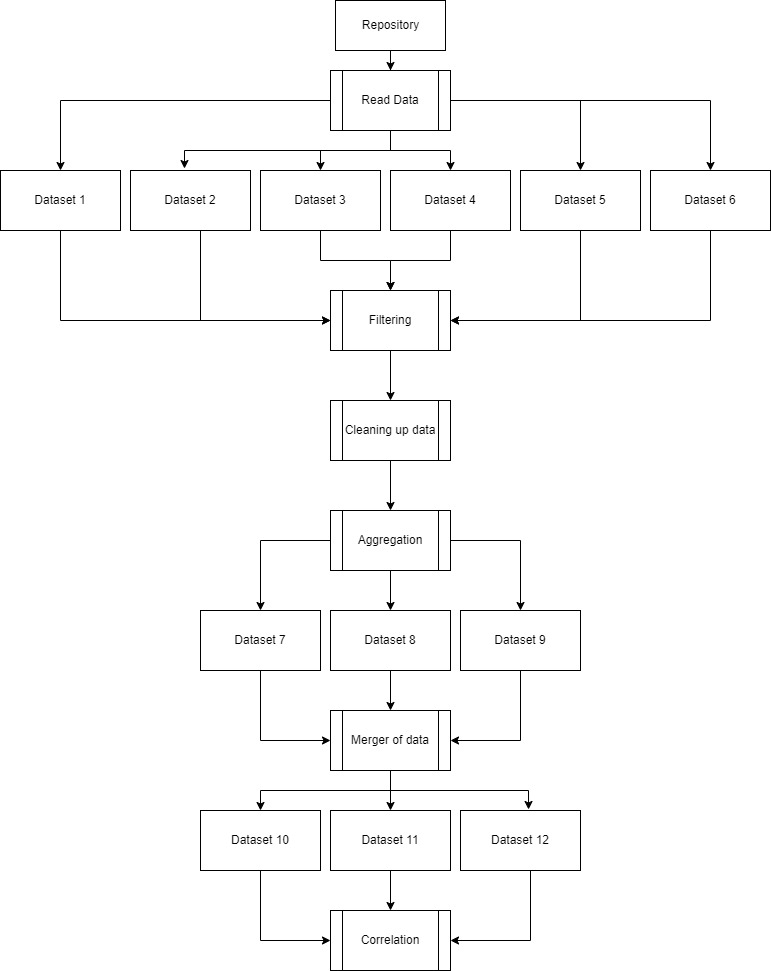 Repository
Read Data
Dataset 1
Dataset 2
Dataset 3
Dataset 4
Dataset 5
Dataset 6
Filtering
Cleaning up data
Aggregation
Dataset 7
Dataset 8
Dataset 9
Merger of data
Dataset 10
Dataset 11
Dataset 12
Correlation